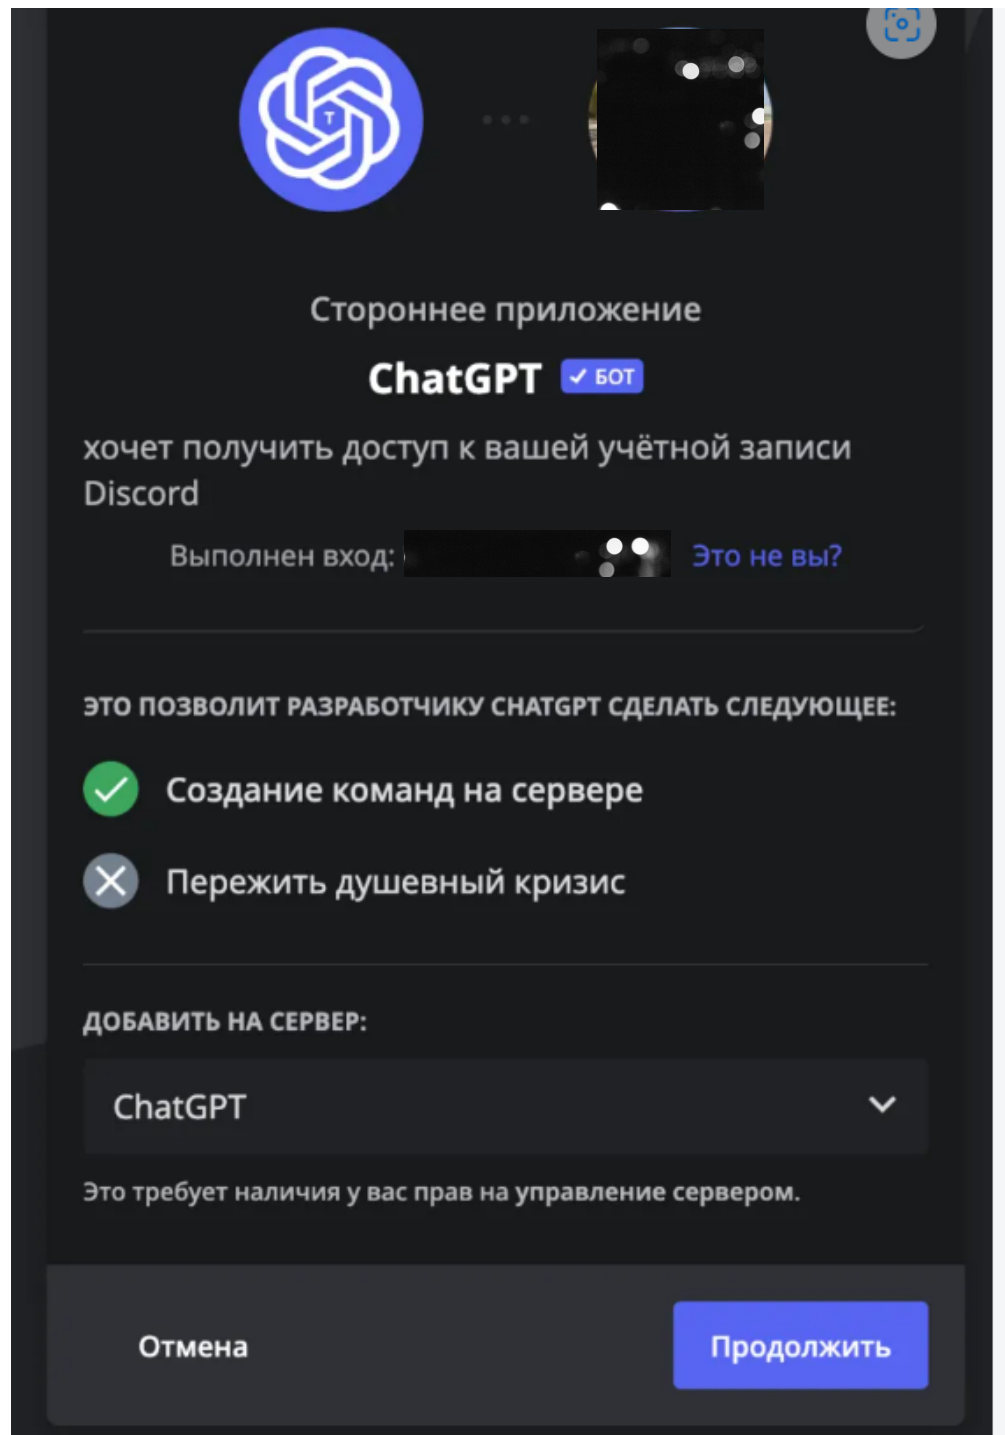 T
Стороннее приложение
ChatGPT БОТ
хочет получить доступ к вашей учётной записи
Discord
Выполнен вход: Это не вы?
ЭТО ПОЗВОЛИТ РАЗРАБОТЧИКУ CHATGPT СДЕЛАТЬ СЛЕДУЮЩЕЕ:
Создание команд на сервере
Пережить душевный кризис
ДОБАВИТЬ НА СЕРВЕР:
ChatGPT
Это требует наличия у вас прав на управление сервером.
Отмена
Продолжить